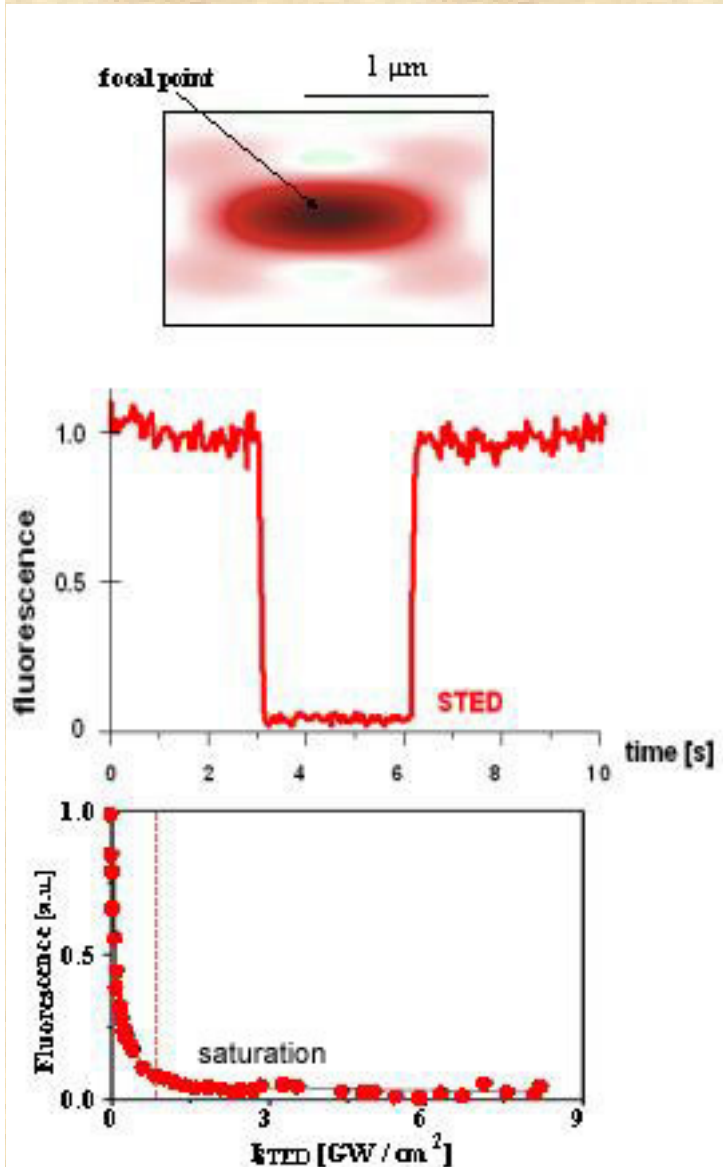 focal point
1 µm
1.0
0.5
0
fluorescence
STED
time [s]
0 2 4 6 8 10
1.0
0.5
0.0
Fluorescence [a.u.]
saturation
0 3 6 9
ISTED [GW / cm²]